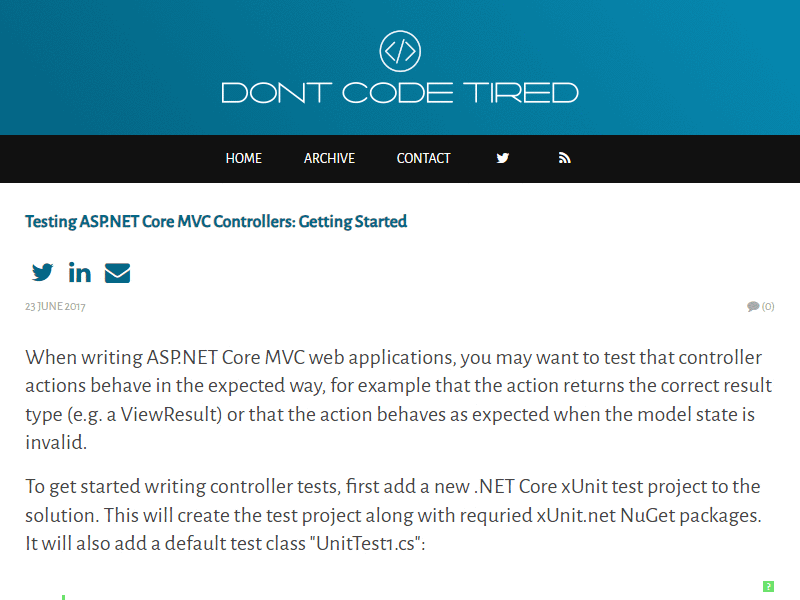 </>
DONT CODE TIRED
HOME ARCHIVE CONTACT
Testing ASP.NET Core MVC Controllers: Getting Started
23 JUNE 2017 (0)
When writing ASP.NET Core MVC web applications, you may want to test that controller
actions behave in the expected way, for example that the action returns the correct result
type (e.g. a ViewResult) or that the action behaves as expected when the model state is
invalid.
To get started writing controller tests, first add a new .NET Core xUnit test project to the
solution. This will create the test project along with requried xUnit.net NuGet packages.
It will also add a default test class "UnitTest1.cs":
?